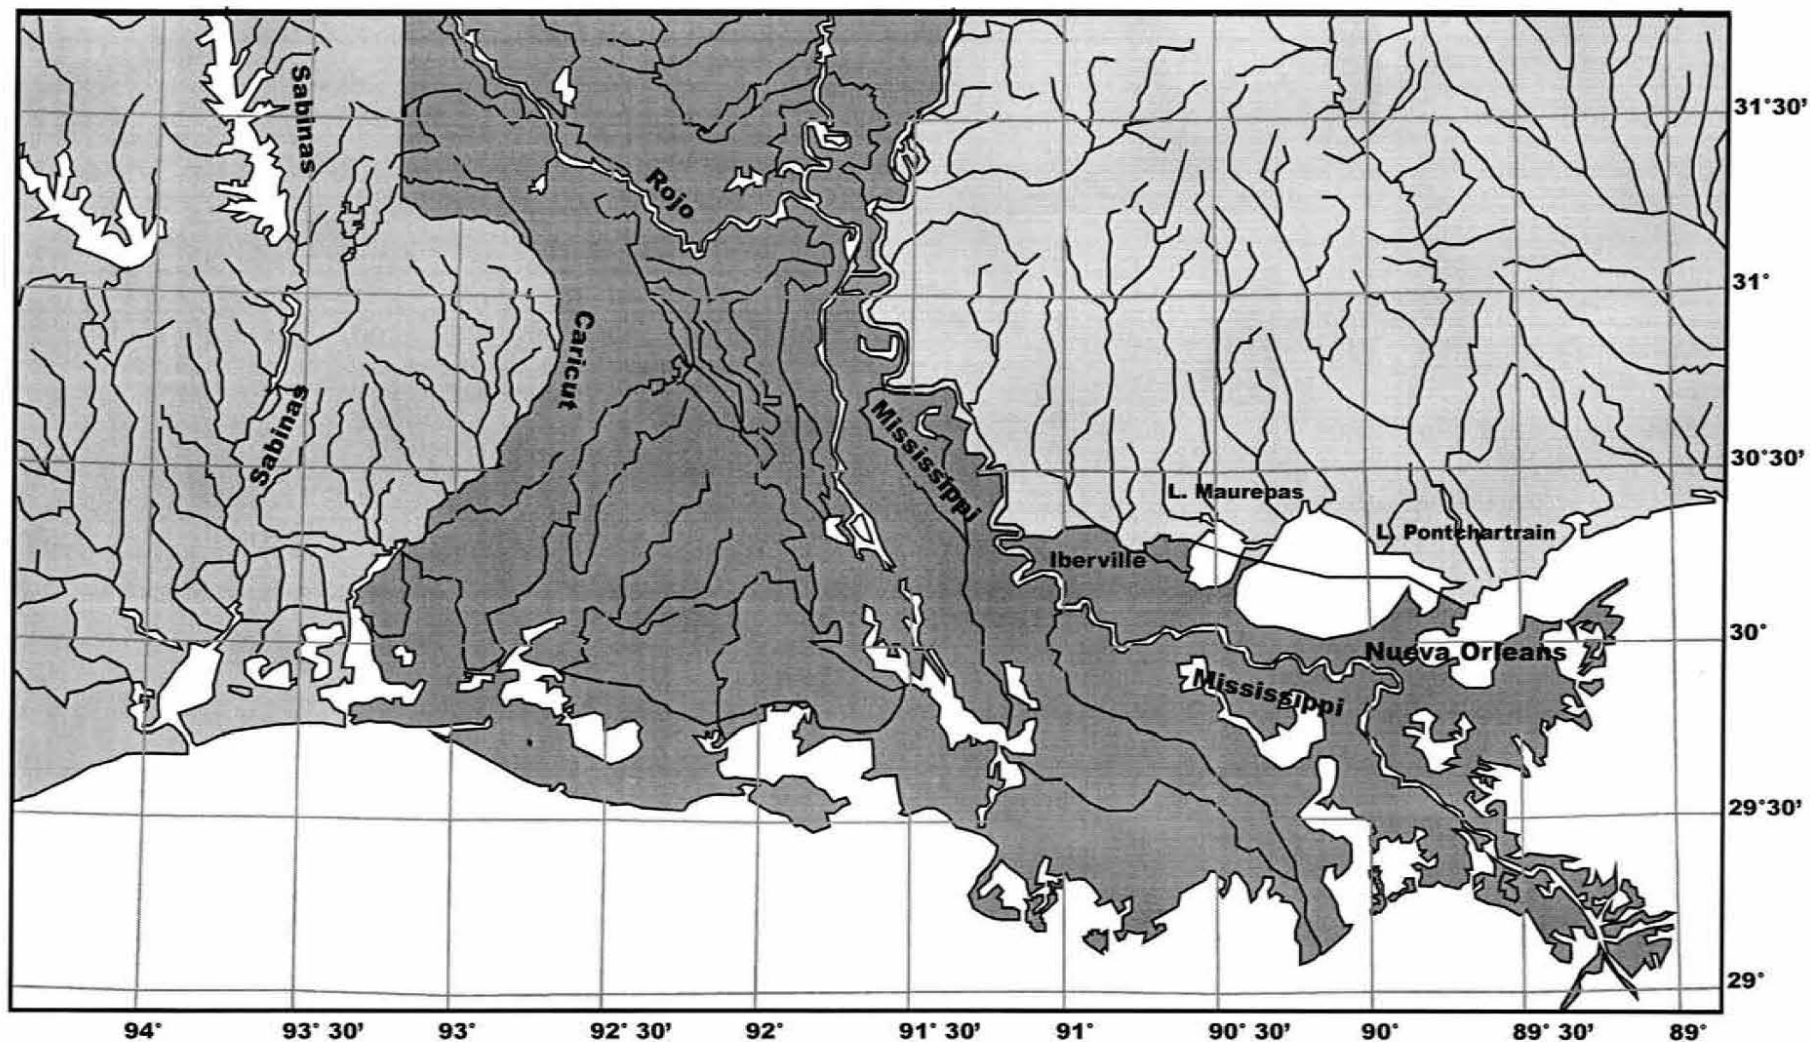 Sabinas
31°30'
Rojo
31°
Caricut
Sabinas
Mississippi
30°30'
L. Maurepas
L. Pontchartrain
Iberville
30°
Nueva Orleans
Mississippi
29°30'
29°
94° 93° 30' 93° 92° 30' 92° 91° 30' 91° 90° 30' 90° 89° 30' 89°